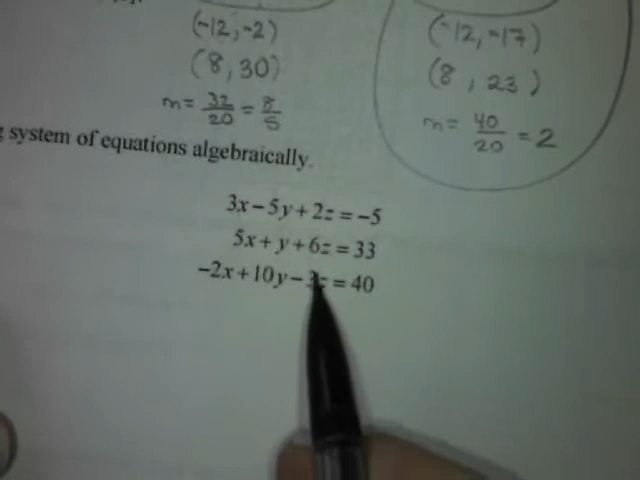 (-12, -2)
(8, 30)
m = 32/20 = 8/5
(-12, -17)
(8, 23)
m = 40/20 = 2
system of equations algebraically.
3x - 5y + 2z = -5
5x + y + 6z = 33
-2x + 10y - 3z = 40